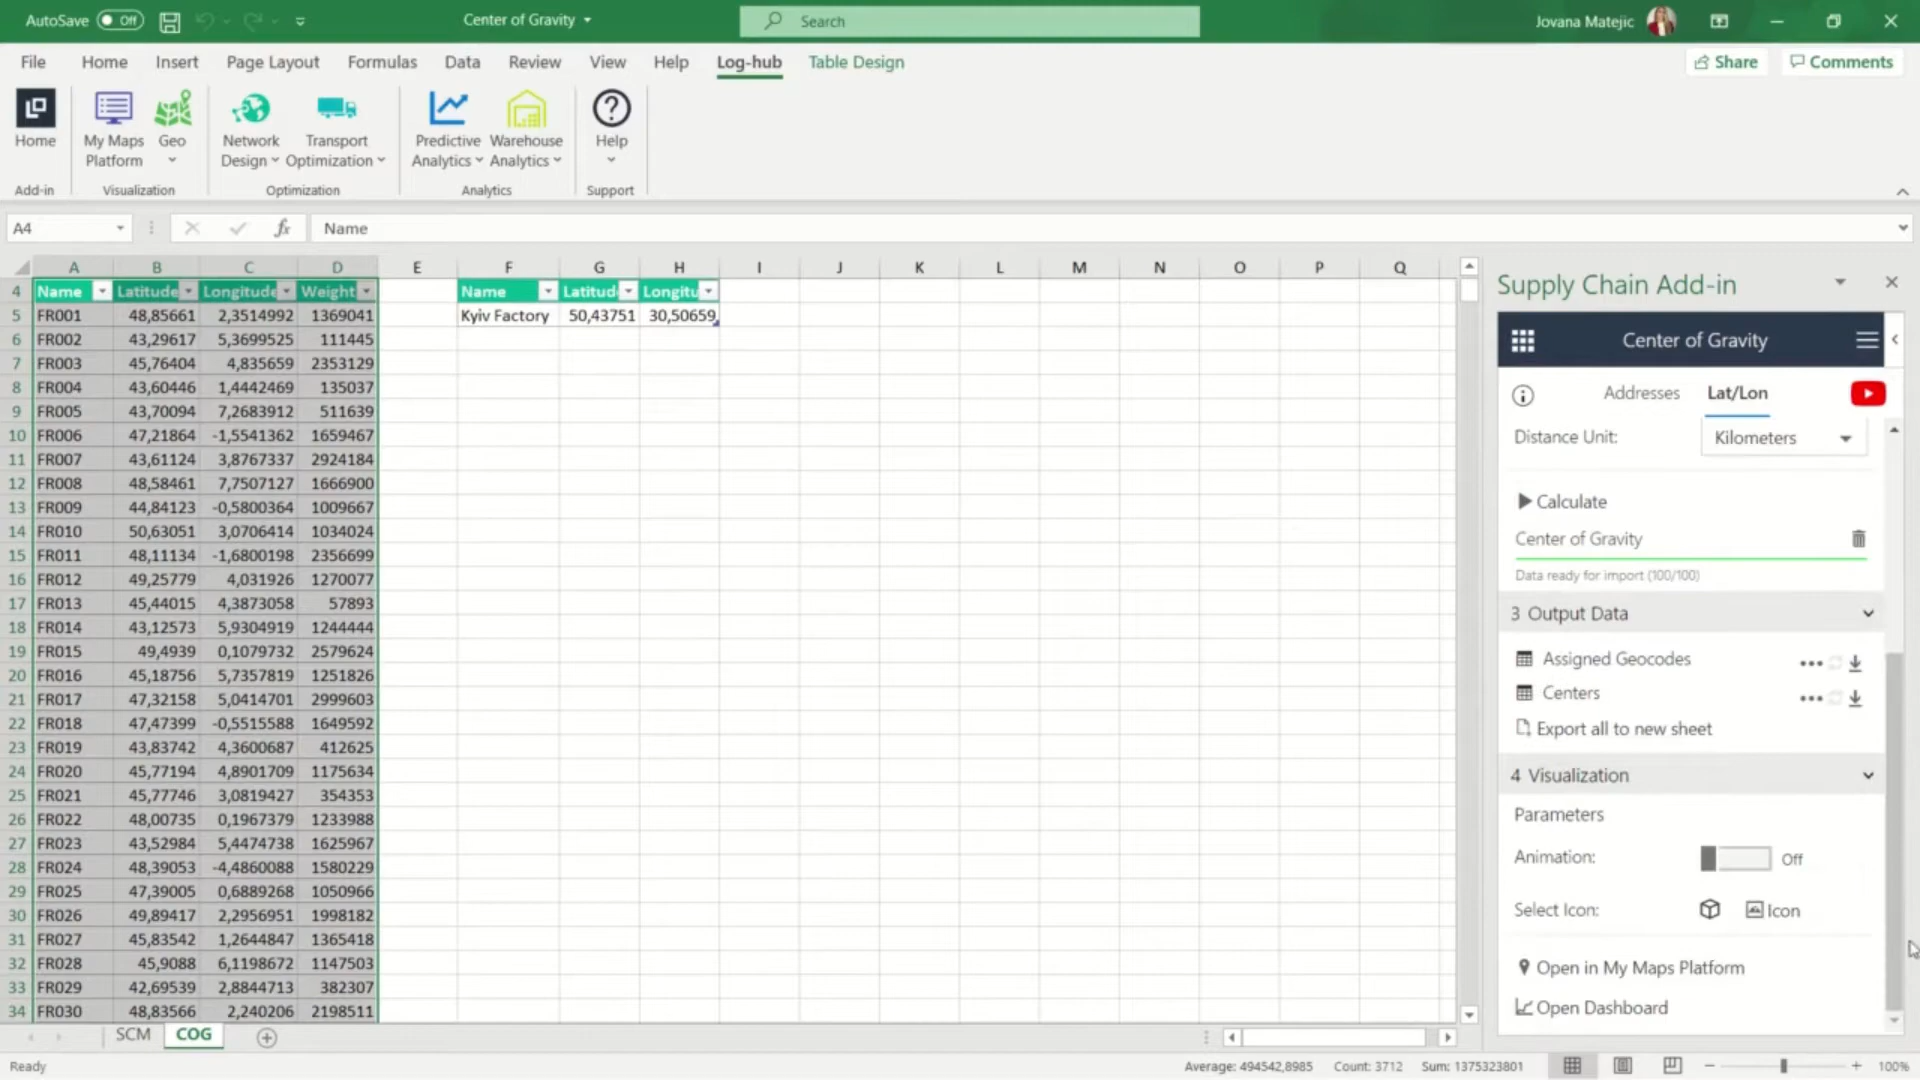 AutoSave Off
Center of Gravity
Search
Jovana Matejic
File Home Insert Page Layout Formulas Data Review View Help Log-hub Table Design
Share Comments
Home
My Maps Platform
Geo
Network Design
Transport Optimization
Predictive Analytics
Warehouse Analytics
Help
Add-in Visualization Optimization Analytics Support
A4 fx Name
A B C D E F G H I J K L M N O P Q
4 Name Latitude Longitude Weight Name Latitud Longitu
5 FR001 48,85661 2,3514992 1369041 Kyiv Factory 50,43751 30,50659
6 FR002 43,29617 5,3699525 111445
7 FR003 45,76404 4,835659 2353129
8 FR004 43,60446 1,4442469 135037
9 FR005 43,70094 7,2683912 511639
10 FR006 47,21864 -1,5541362 1659467
11 FR007 43,61124 3,8767337 2924184
12 FR008 48,58461 7,7507127 1666900
13 FR009 44,84123 -0,5800364 1009667
14 FR010 50,63051 3,0706414 1034024
15 FR011 48,11134 -1,6800198 2356699
16 FR012 49,25779 4,031926 1270077
17 FR013 45,44015 4,3873058 57893
18 FR014 43,12573 5,9304919 1244444
19 FR015 49,4939 0,1079732 2579624
20 FR016 45,18756 5,7357819 1251826
21 FR017 47,32158 5,0414701 2999603
22 FR018 47,47399 -0,5515588 1649592
23 FR019 43,83742 4,3600687 412625
24 FR020 45,77194 4,8901709 1175634
25 FR021 45,77746 3,0819427 354353
26 FR022 48,00735 0,1967379 1233988
27 FR023 43,52984 5,4474738 1625967
28 FR024 48,39053 -4,4860088 1580229
29 FR025 47,39005 0,6889268 1050966
30 FR026 49,89417 2,2956951 1998182
31 FR027 45,83542 1,2644847 1365418
32 FR028 45,9088 6,1198672 1147503
33 FR029 42,69539 2,8844713 382307
34 FR030 48,83566 2,240206 2198511
Supply Chain Add-in
Center of Gravity
Addresses Lat/Lon
Distance Unit: Kilometers
Calculate
Center of Gravity
Data ready for import (100/100)
3 Output Data
Assigned Geocodes
Centers
Export all to new sheet
4 Visualization
Parameters
Animation: Off
Select Icon: Icon
Open in My Maps Platform
Open Dashboard
SCM COG
Ready
Average: 494542,8985 Count: 3712 Sum: 1375323801
100%